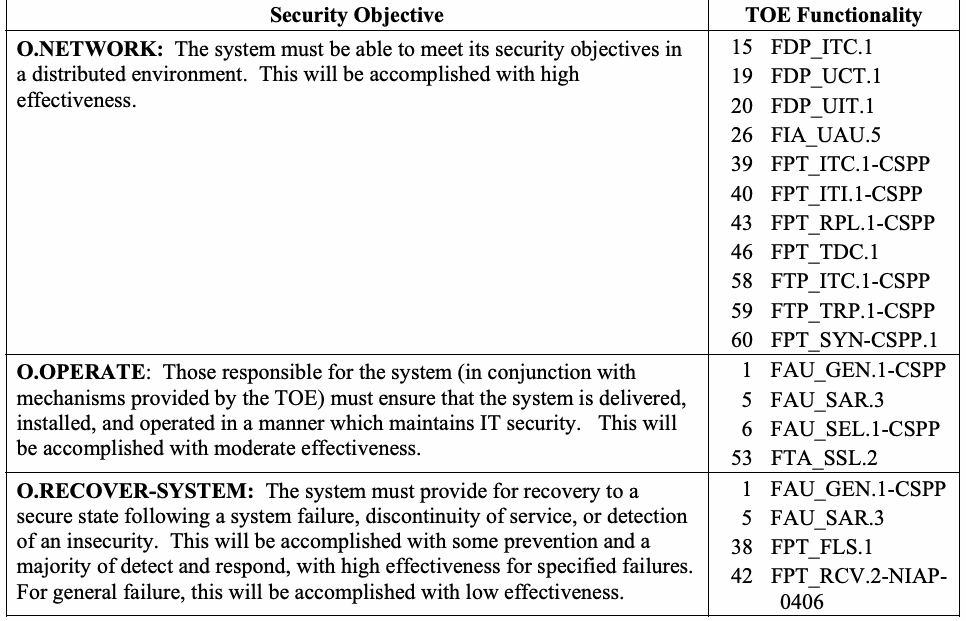 Security Objective
TOE Functionality
O.NETWORK:  The system must be able to meet its security objectives in
a distributed environment.  This will be accomplished with high
effectiveness.
15 FDP_ITC.1
19 FDP_UCT.1
20 FDP_UIT.1
26 FIA_UAU.5
39 FPT_ITC.1-CSPP
40 FPT_ITI.1-CSPP
43 FPT_RPL.1-CSPP
46 FPT_TDC.1
58 FTP_ITC.1-CSPP
59 FTP_TRP.1-CSPP
60 FPT_SYN-CSPP.1
O.OPERATE:  Those responsible for the system (in conjunction with
mechanisms provided by the TOE) must ensure that the system is delivered,
installed, and operated in a manner which maintains IT security.   This will
be accomplished with moderate effectiveness.
1 FAU_GEN.1-CSPP
5 FAU_SAR.3
6 FAU_SEL.1-CSPP
53 FTA_SSL.2
O.RECOVER-SYSTEM:  The system must provide for recovery to a
secure state following a system failure, discontinuity of service, or detection
of an insecurity.  This will be accomplished with some prevention and a
majority of detect and respond, with high effectiveness for specified failures.
For general failure, this will be accomplished with low effectiveness.
1 FAU_GEN.1-CSPP
5 FAU_SAR.3
38 FPT_FLS.1
42 FPT_RCV.2-NIAP-
0406